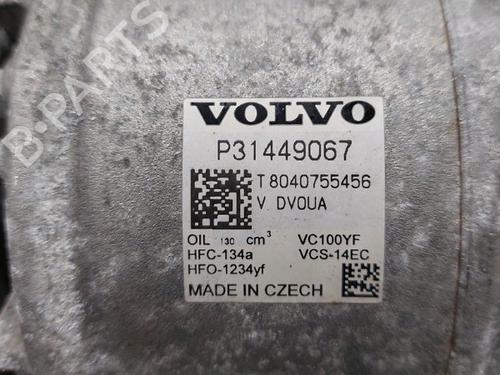 B-PARTS
VOLVO
P31449067
T8040755456
V DV0UA
OIL 130 cm³ VC100YF
HFC-134a VCS-14EC
HFO-1234yf
MADE IN CZECH